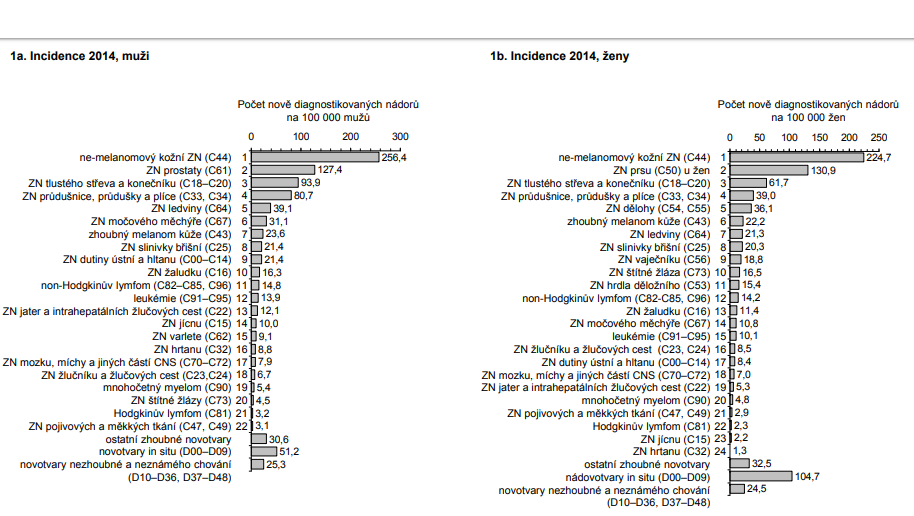 1a. Incidence 2014, muži
Počet nově diagnostikovaných nádorů
na 100 000 mužů
0 100 200 300
ne-melanomový kožní ZN (C44) 1 256,4
ZN prostaty (C61) 2 127,4
ZN tlustého střeva a konečníku (C18–C20) 3 93,9
ZN průdušnice, průdušky a plíce (C33, C34) 4 80,7
ZN ledviny (C64) 5 39,1
ZN močového měchýře (C67) 6 31,1
zhoubný melanom kůže (C43) 7 23,6
ZN slinivky břišní (C25) 8 21,4
ZN dutiny ústní a hltanu (C00–C14) 9 21,4
ZN žaludku (C16) 10 16,3
non-Hodgkinův lymfom (C82–C85, C96) 11 14,8
leukémie (C91–C95) 12 13,9
ZN jater a intrahepatálních žlučových cest (C22) 13 12,1
ZN jícnu (C15) 14 10,0
ZN varlete (C62) 15 9,1
ZN hrtanu (C32) 16 8,8
ZN mozku, míchy a jiných částí CNS (C70–C72) 17 7,9
ZN žlučníku a žlučových cest (C23,C24) 18 6,7
mnohočetný myelom (C90) 19 5,4
ZN štítné žlázy (C73) 20 4,5
Hodgkinův lymfom (C81) 21 3,2
ZN pojivových a měkkých tkání (C47, C49) 22 3,1
ostatní zhoubné novotvary 30,6
novotvary in situ (D00–D09) 51,2
novotvary nezhoubné a neznámého chování 25,3
(D10–D36, D37–D48)
1b. Incidence 2014, ženy
Počet nově diagnostikovaných nádorů
na 100 000 žen
0 50 100 150 200 250
ne-melanomový kožní ZN (C44) 1 224,7
ZN prsu (C50) u žen 2 130,9
ZN tlustého střeva a konečníku (C18–C20) 3 61,7
ZN průdušnice, průdušky a plíce (C33, C34) 4 39,0
ZN dělohy (C54, C55) 5 36,1
zhoubný melanom kůže (C43) 6 22,2
ZN ledviny (C64) 7 21,3
ZN slinivky břišní (C25) 8 20,3
ZN vaječníku (C56) 9 18,8
ZN štítné žláza (C73) 10 16,5
ZN hrdla děložního (C53) 11 15,4
non-Hodgkinův lymfom (C82-C85, C96) 12 14,2
ZN žaludku (C16) 13 11,4
ZN močového měchýře (C67) 14 10,8
leukémie (C91–C95) 15 10,1
ZN žlučníku a žlučových cest (C23, C24) 16 8,5
ZN dutiny ústní a hltanu (C00–C14) 17 8,4
ZN mozku, míchy a jiných částí CNS (C70–C72) 18 7,0
ZN jater a intrahepatálních žlučových cest (C22) 19 5,3
mnohočetný myelom (C90) 20 4,8
ZN pojivových a měkkých tkání (C47, C49) 21 2,9
Hodgkinův lymfom (C81) 22 2,3
ZN jícnu (C15) 23 2,2
ZN hrtanu (C32) 24 1,3
ostatní zhoubné novotvary 32,5
nádovotvary in situ (D00–D09) 104,7
novotvary nezhoubné a neznámého chování 24,5
(D10–D36, D37–D48)